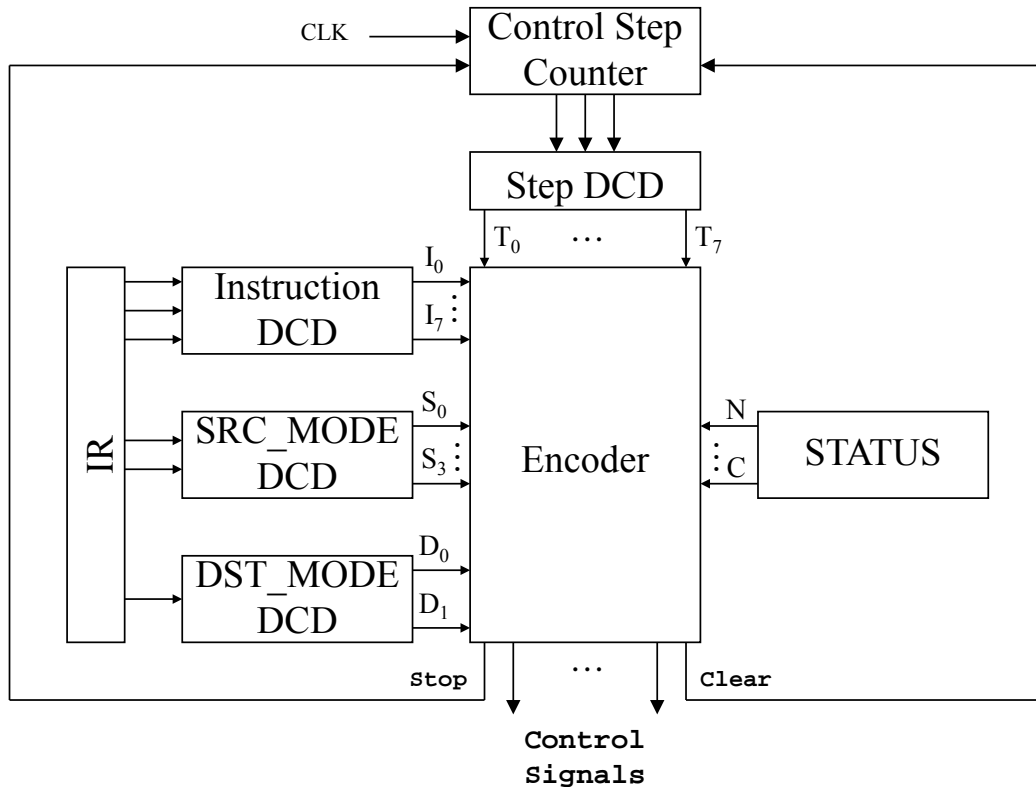 CLK
Control Step
Counter
Step DCD
T0
...
T7
IR
Instruction
DCD
I0
I7
SRC_MODE
DCD
S0
S3
DST_MODE
DCD
D0
D1
Encoder
N
C
STATUS
Stop
...
Clear
Control
Signals